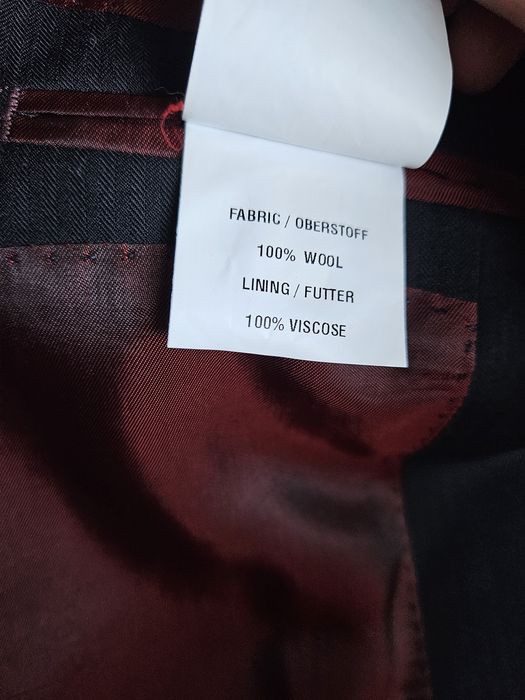 FABRIC / OBERSTOFF
100% WOOL
LINING / FUTTER
100% VISCOSE